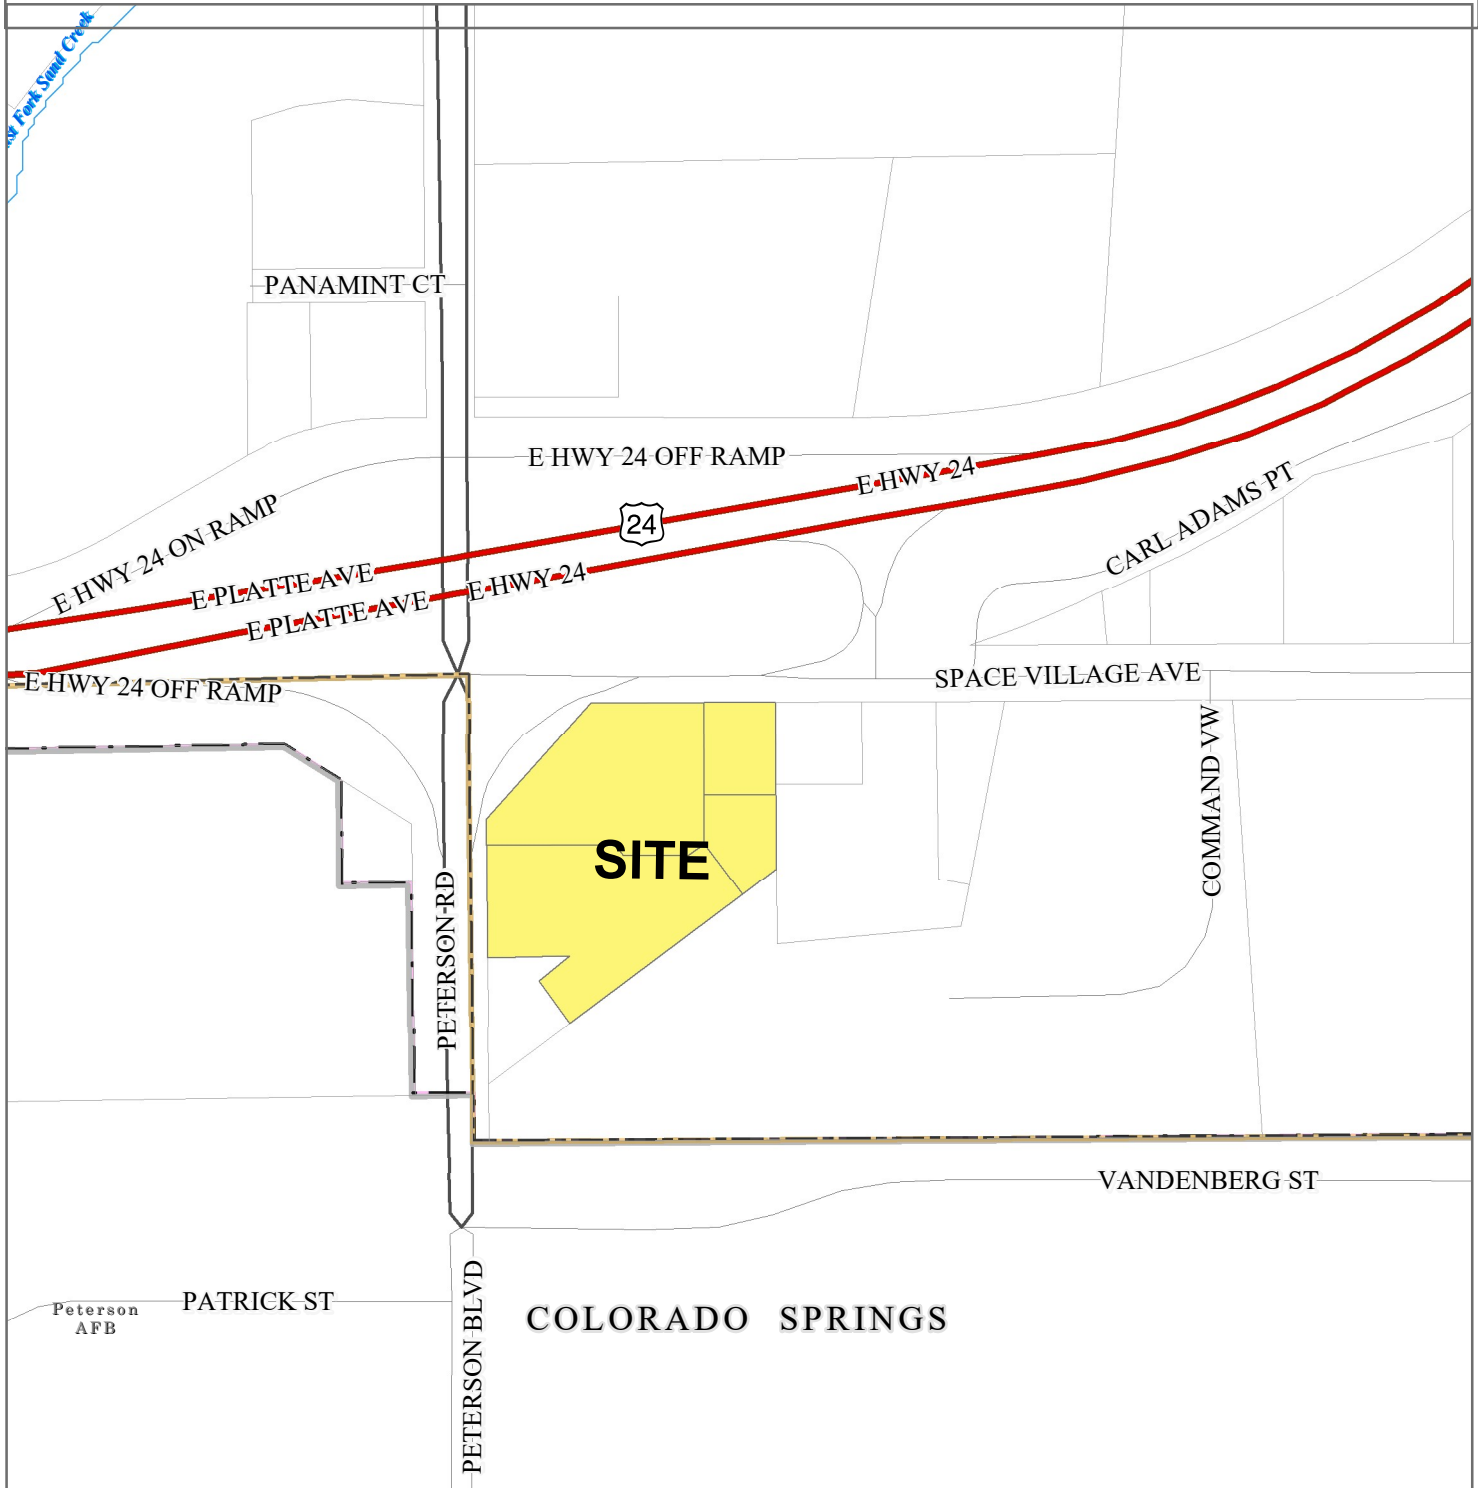 st Fork Sand Creek
PANAMINT CT
E HWY 24 OFF RAMP
E HWY 24
24
E HWY 24 ON RAMP
CARL ADAMS PT
E PLATTE AVE
E HWY 24
E PLATTE AVE
SPACE VILLAGE AVE
E HWY 24 OFF RAMP
COMMAND VW
SITE
PETERSON RD
VANDENBERG ST
PATRICK ST
Peterson
AFB
PETERSON BLVD
COLORADO SPRINGS